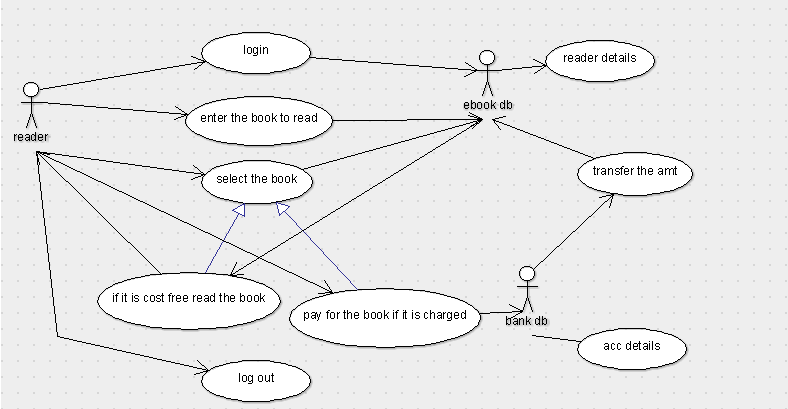 login
reader details
ebook db
enter the book to read
reader
select the book
transfer the amt
if it is cost free read the book
pay for the book if it is charged
bank db
acc details
log out